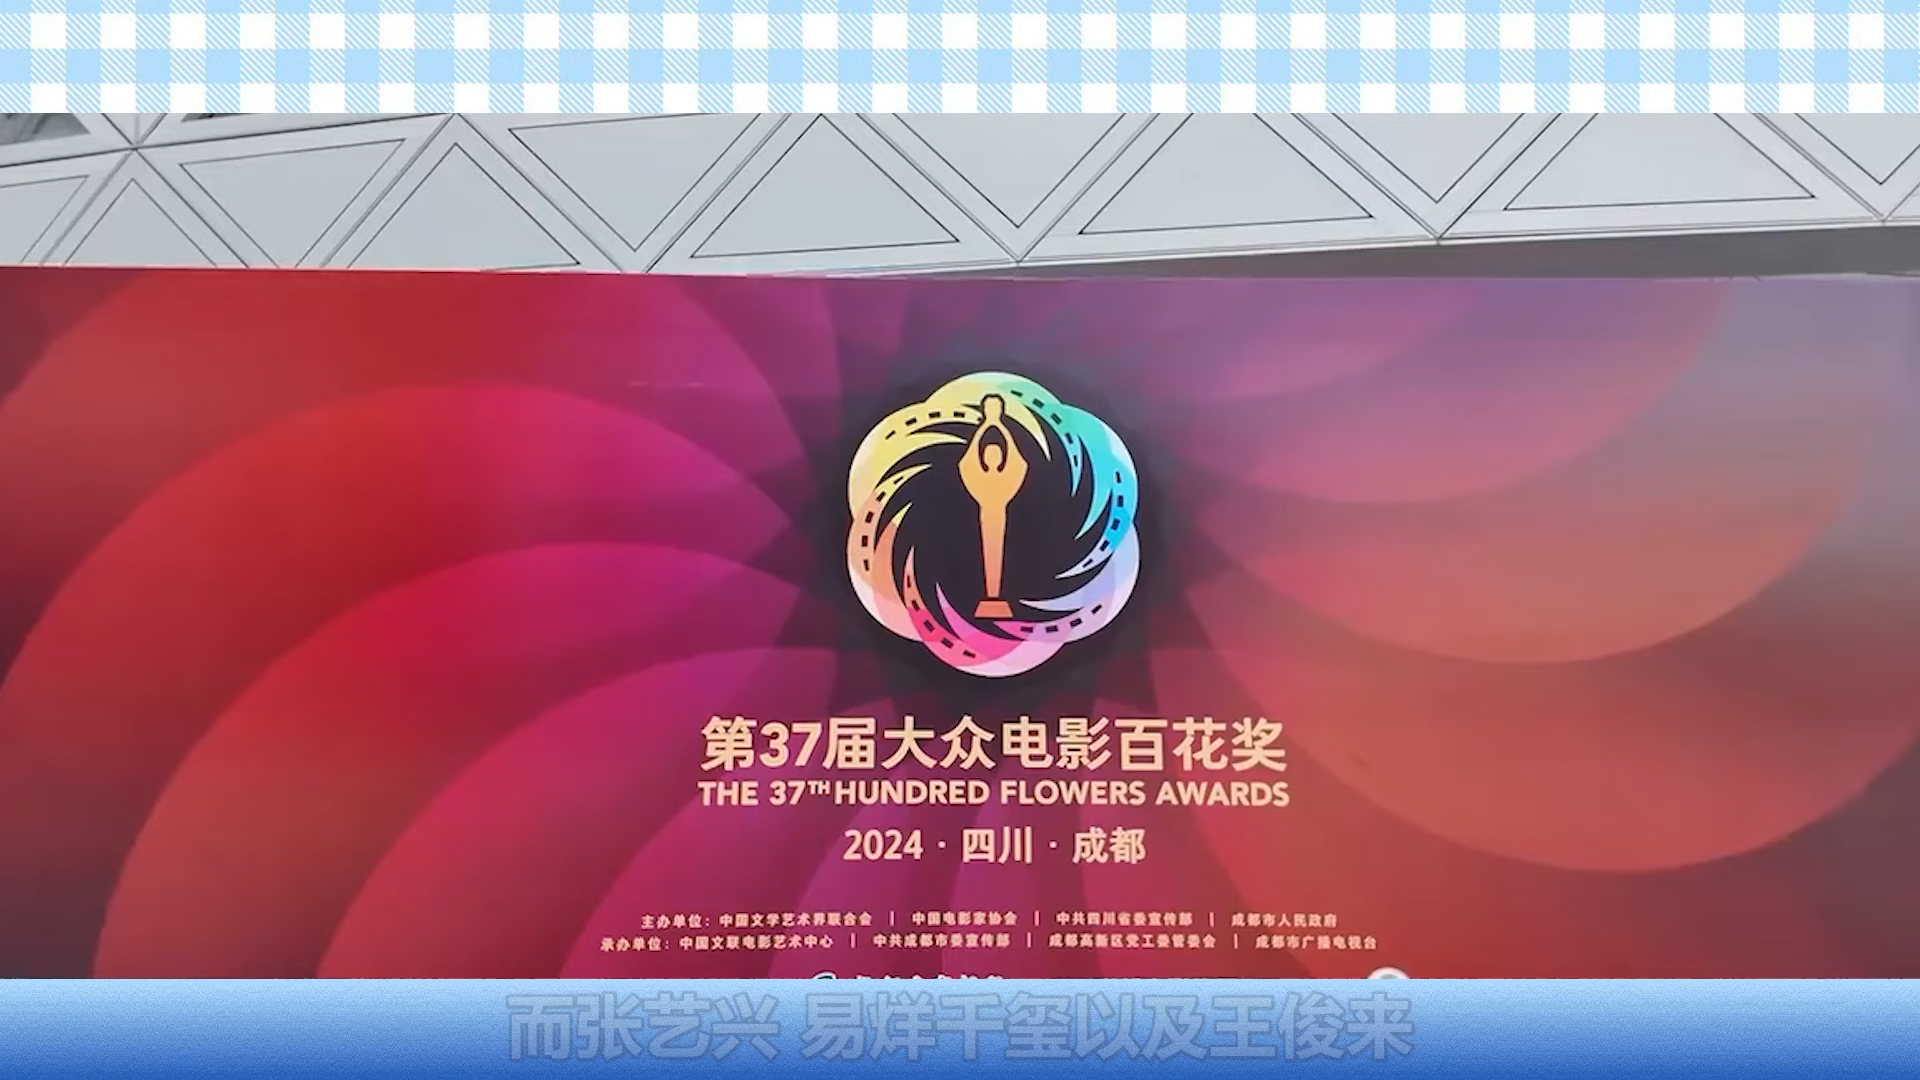 第37届大众电影百花奖
THE 37TH HUNDRED FLOWERS AWARDS
2024 · 四川 · 成都
主办单位：中国文学艺术界联合会 | 中国电影家协会 | 中共四川省委宣传部 | 成都市人民政府
承办单位：中国文联电影艺术中心 | 中共成都市委宣传部 | 成都高新区党工委管委会 | 成都市广播电视台
而张艺兴 易烊千玺以及王俊来